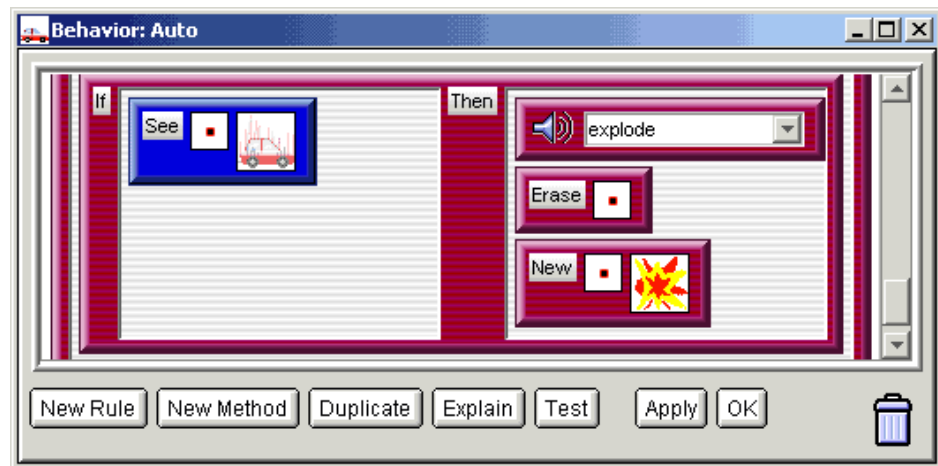 Behavior: Auto
If
See
Then
explode
Erase
New
New Rule
New Method
Duplicate
Explain
Test
Apply
OK